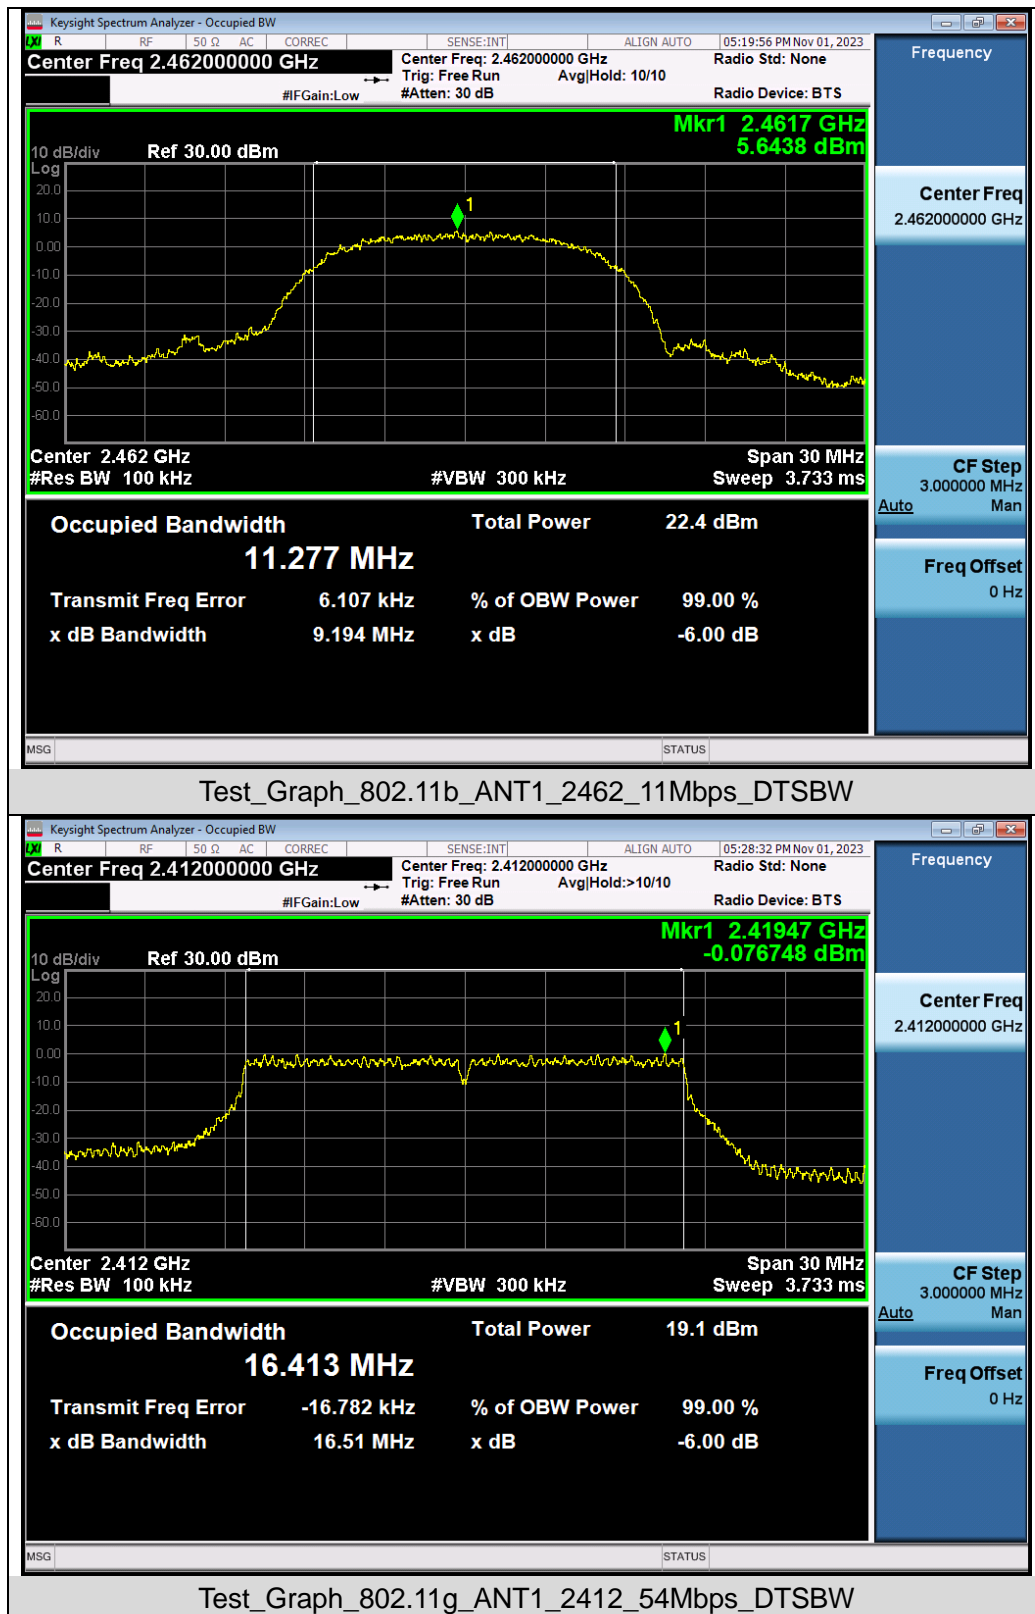 Keysight Spectrum Analyzer - Occupied BW
LXI R RF 50 Ω AC CORREC SENSE:INT ALIGN AUTO 05:19:56 PM Nov 01, 2023
Center Freq 2.462000000 GHz
Center Freq: 2.462000000 GHz
Radio Std: None
Trig: Free Run Avg|Hold: 10/10
#IFGain:Low #Atten: 30 dB Radio Device: BTS
Frequency
Mkr1 2.4617 GHz
5.6438 dBm
10 dB/div Ref 30.00 dBm
Log
20.0
10.0
0.00
-10.0
-20.0
-30.0
-40.0
-50.0
-60.0
1
Center 2.462 GHz Span 30 MHz
#Res BW 100 kHz #VBW 300 kHz Sweep 3.733 ms
Center Freq
2.462000000 GHz
CF Step
3.000000 MHz
Auto Man
Freq Offset
0 Hz
Occupied Bandwidth Total Power 22.4 dBm
11.277 MHz
Transmit Freq Error 6.107 kHz % of OBW Power 99.00 %
x dB Bandwidth 9.194 MHz x dB -6.00 dB
MSG STATUS
Test_Graph_802.11b_ANT1_2462_11Mbps_DTSBW
Keysight Spectrum Analyzer - Occupied BW
LXI R RF 50 Ω AC CORREC SENSE:INT ALIGN AUTO 05:28:32 PM Nov 01, 2023
Center Freq 2.412000000 GHz
Center Freq: 2.412000000 GHz
Radio Std: None
Trig: Free Run Avg|Hold:>10/10
#IFGain:Low #Atten: 30 dB Radio Device: BTS
Frequency
Mkr1 2.41947 GHz
-0.076748 dBm
10 dB/div Ref 30.00 dBm
Log
20.0
10.0
0.00
-10.0
-20.0
-30.0
-40.0
-50.0
-60.0
1
Center 2.412 GHz Span 30 MHz
#Res BW 100 kHz #VBW 300 kHz Sweep 3.733 ms
Center Freq
2.412000000 GHz
CF Step
3.000000 MHz
Auto Man
Freq Offset
0 Hz
Occupied Bandwidth Total Power 19.1 dBm
16.413 MHz
Transmit Freq Error -16.782 kHz % of OBW Power 99.00 %
x dB Bandwidth 16.51 MHz x dB -6.00 dB
MSG STATUS
Test_Graph_802.11g_ANT1_2412_54Mbps_DTSBW